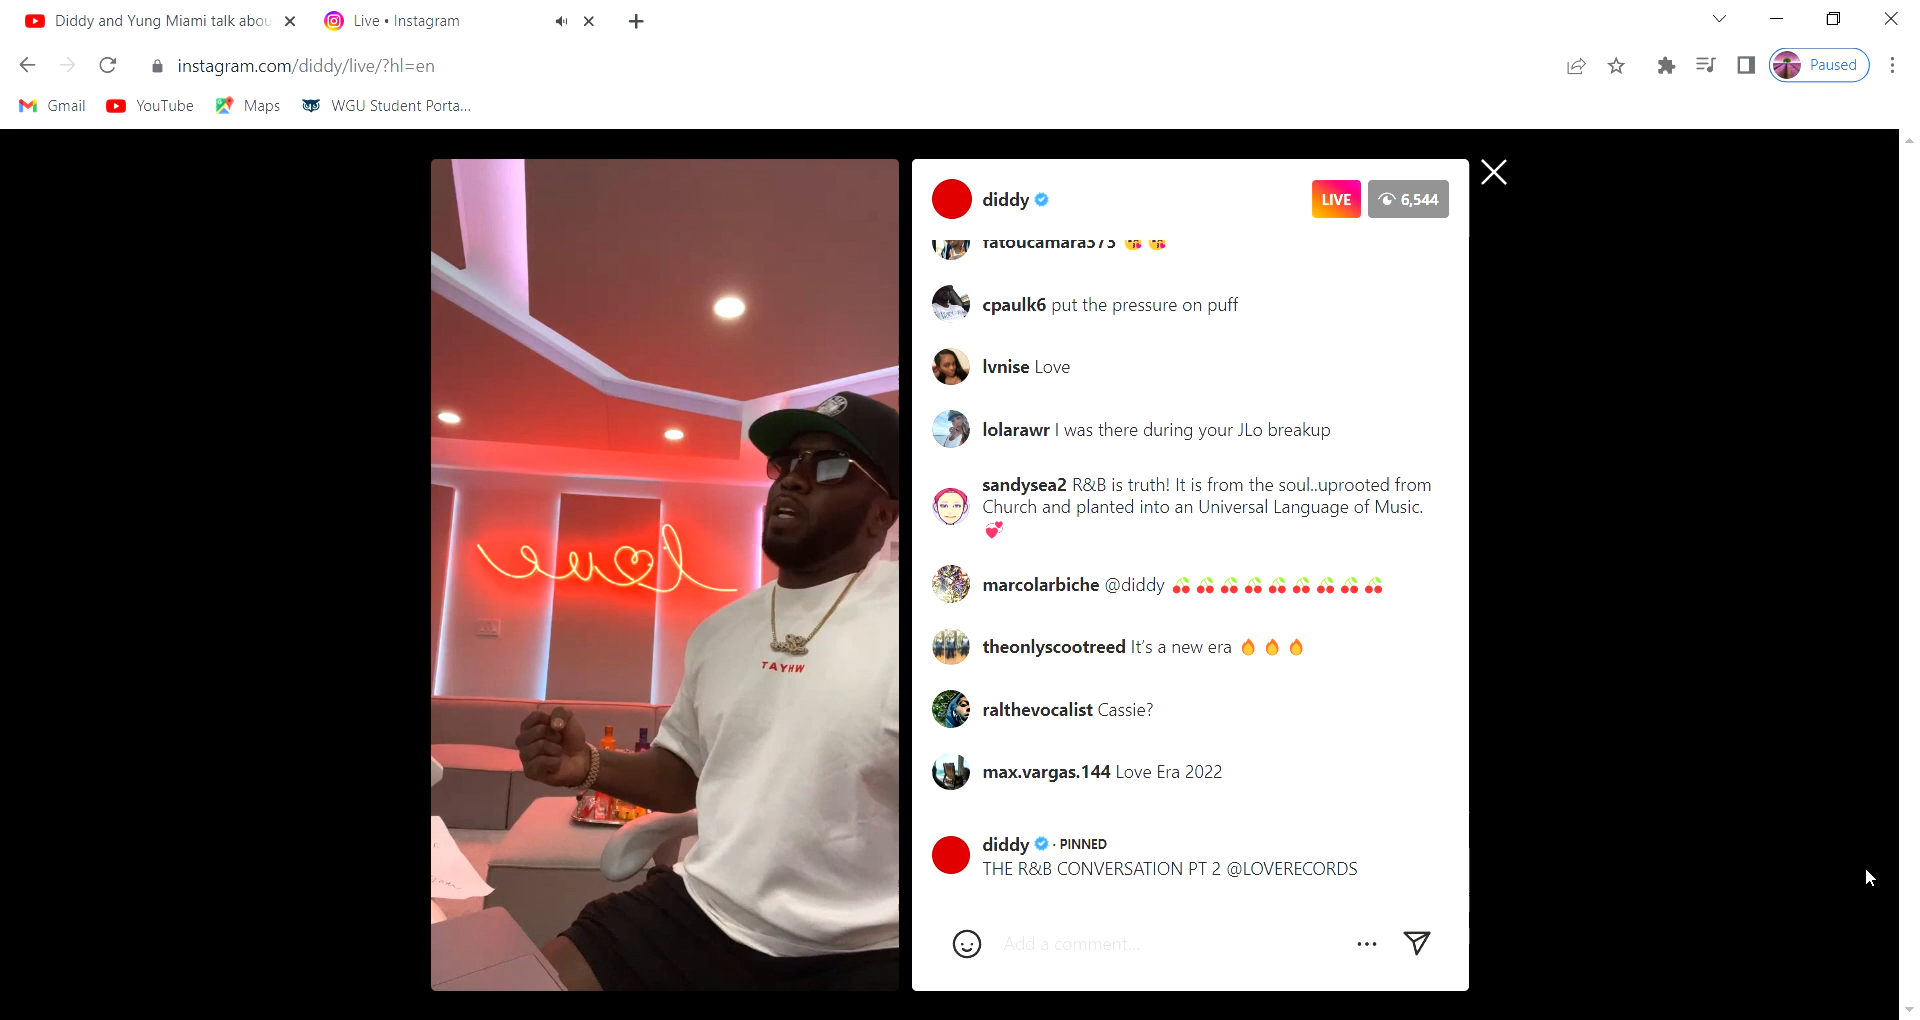 Diddy and Yung Miami talk abou
Live • Instagram
instagram.com/diddy/live/?hl=en
Paused
Gmail
YouTube
Maps
WGU Student Porta...
diddy
LIVE
6,544
fatoucamara373 😘 😘
cpaulk6 put the pressure on puff
lvnise Love
lolarawr I was there during your JLo breakup
sandysea2 R&B is truth! It is from the soul..uprooted from
Church and planted into an Universal Language of Music.
💞
marcolarbiche @diddy 🍒 🍒 🍒 🍒 🍒 🍒 🍒 🍒 🍒
theonlyscootreed It's a new era 🔥 🔥 🔥
ralthevocalist Cassie?
max.vargas.144 Love Era 2022
diddy · PINNED
THE R&B CONVERSATION PT 2 @LOVERECORDS
Add a comment...
love
TAYHW